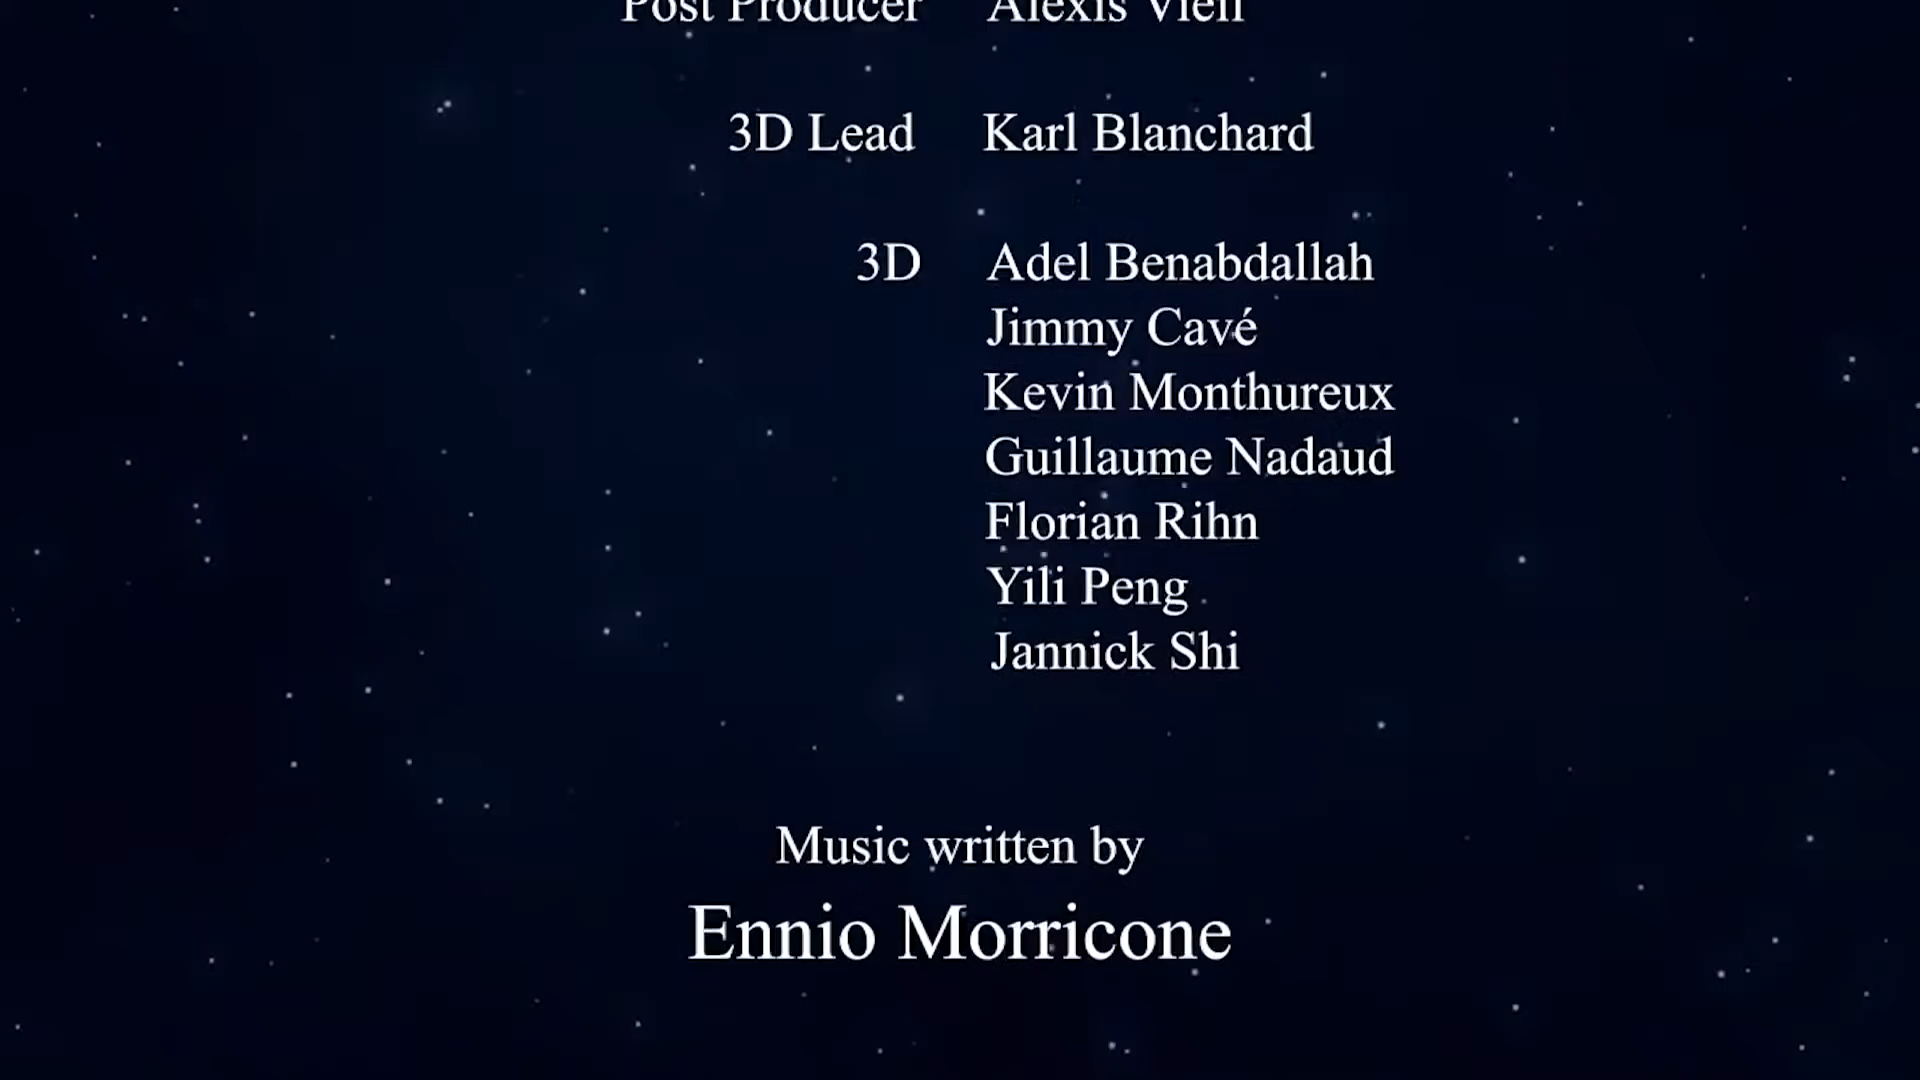 Post Producer Alexis Vieil
3D Lead Karl Blanchard
3D Adel Benabdallah
Jimmy Cavé
Kevin Monthureux
Guillaume Nadaud
Florian Rihn
Yili Peng
Jannick Shi
Music written by
Ennio Morricone